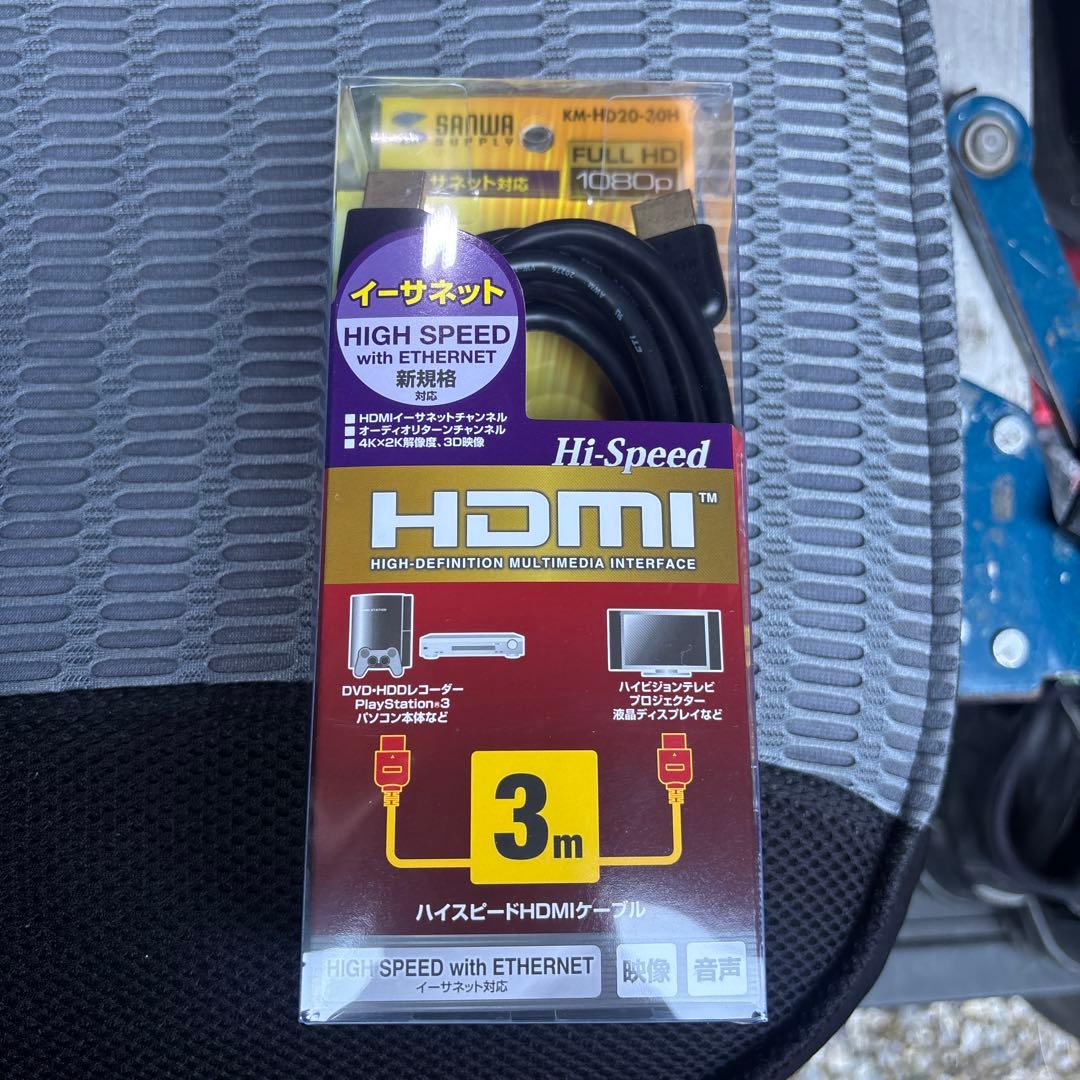 SANWA
SUPPLY
KM-HD20-30H
FULL HD
1080p
サネット対応
イーサネット
HIGH SPEED
with ETHERNET
新規格
対応
■HDMIイーサネットチャンネル
■オーディオリターンチャンネル
■4K×2K解像度、3D映像
Hi-Speed
HDMI™
HIGH-DEFINITION MULTIMEDIA INTERFACE
DVD・HDDレコーダー
PlayStation®3
パソコン本体など
ハイビジョンテレビ
プロジェクター
液晶ディスプレイなど
3m
ハイスピードHDMIケーブル
HIGH SPEED with ETHERNET
イーサネット対応
映像
音声